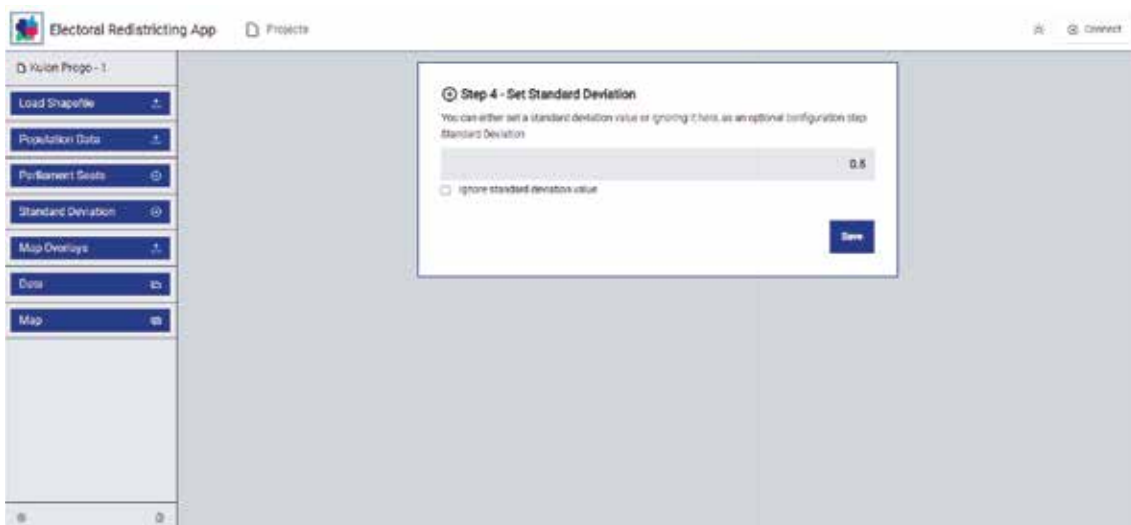 Electoral Redistricting App
Projects
Connect
Kulon Progo - 1
Load Shapefile
Population Data
Parliament Seats
Standard Deviation
Map Overlays
Data
Map
Step 4 - Set Standard Deviation
You can either set a standard deviation value or ignoring it here, as an optional configuration step
Standard Deviation
0.5
Ignore standard deviation value
Save